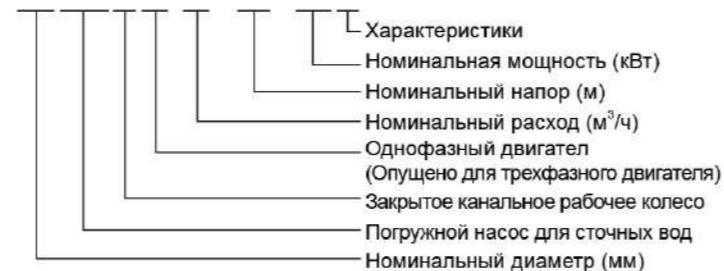 Характеристики
Номинальная мощность (кВт)
Номинальный напор (м)
Номинальный расход (м³/ч)
Однофазный двигател
(Опущено для трехфазного двигателя)
Закрытое канальное рабочее колесо
Погружной насос для сточных вод
Номинальный диаметр (мм)